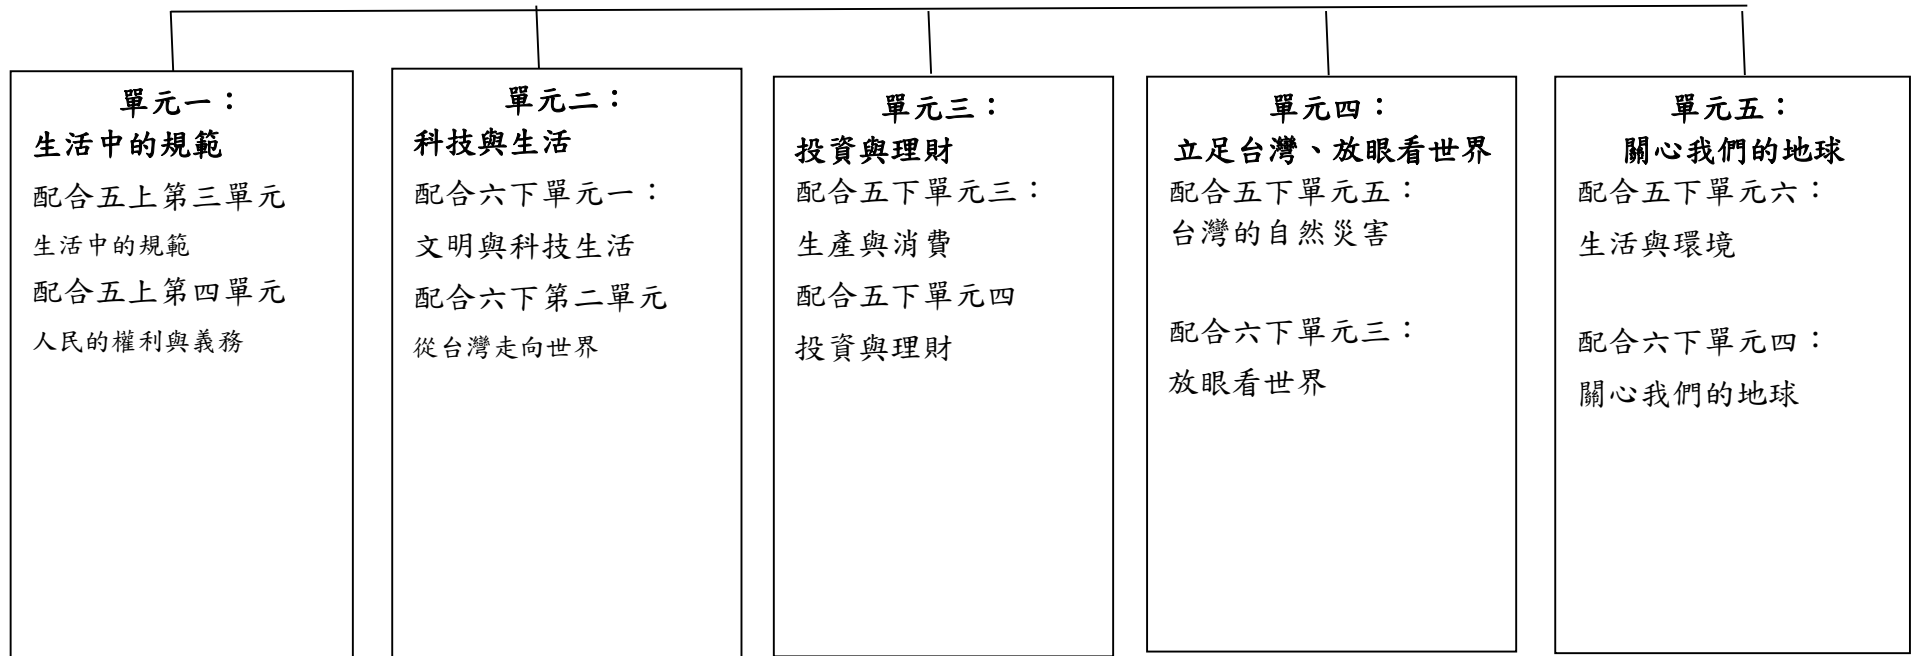 單元一：
生活中的規範
配合五上第三單元
生活中的規範
配合五上第四單元
人民的權利與義務
單元二：
科技與生活
配合六下單元一：
文明與科技生活
配合六下第二單元
從台灣走向世界
單元三：
投資與理財
配合五下單元三：
生產與消費
配合五下單元四
投資與理財
單元四：
立足台灣、放眼看世界
配合五下單元五：
台灣的自然災害
配合六下單元三：
放眼看世界
單元五：
關心我們的地球
配合五下單元六：
生活與環境
配合六下單元四：
關心我們的地球